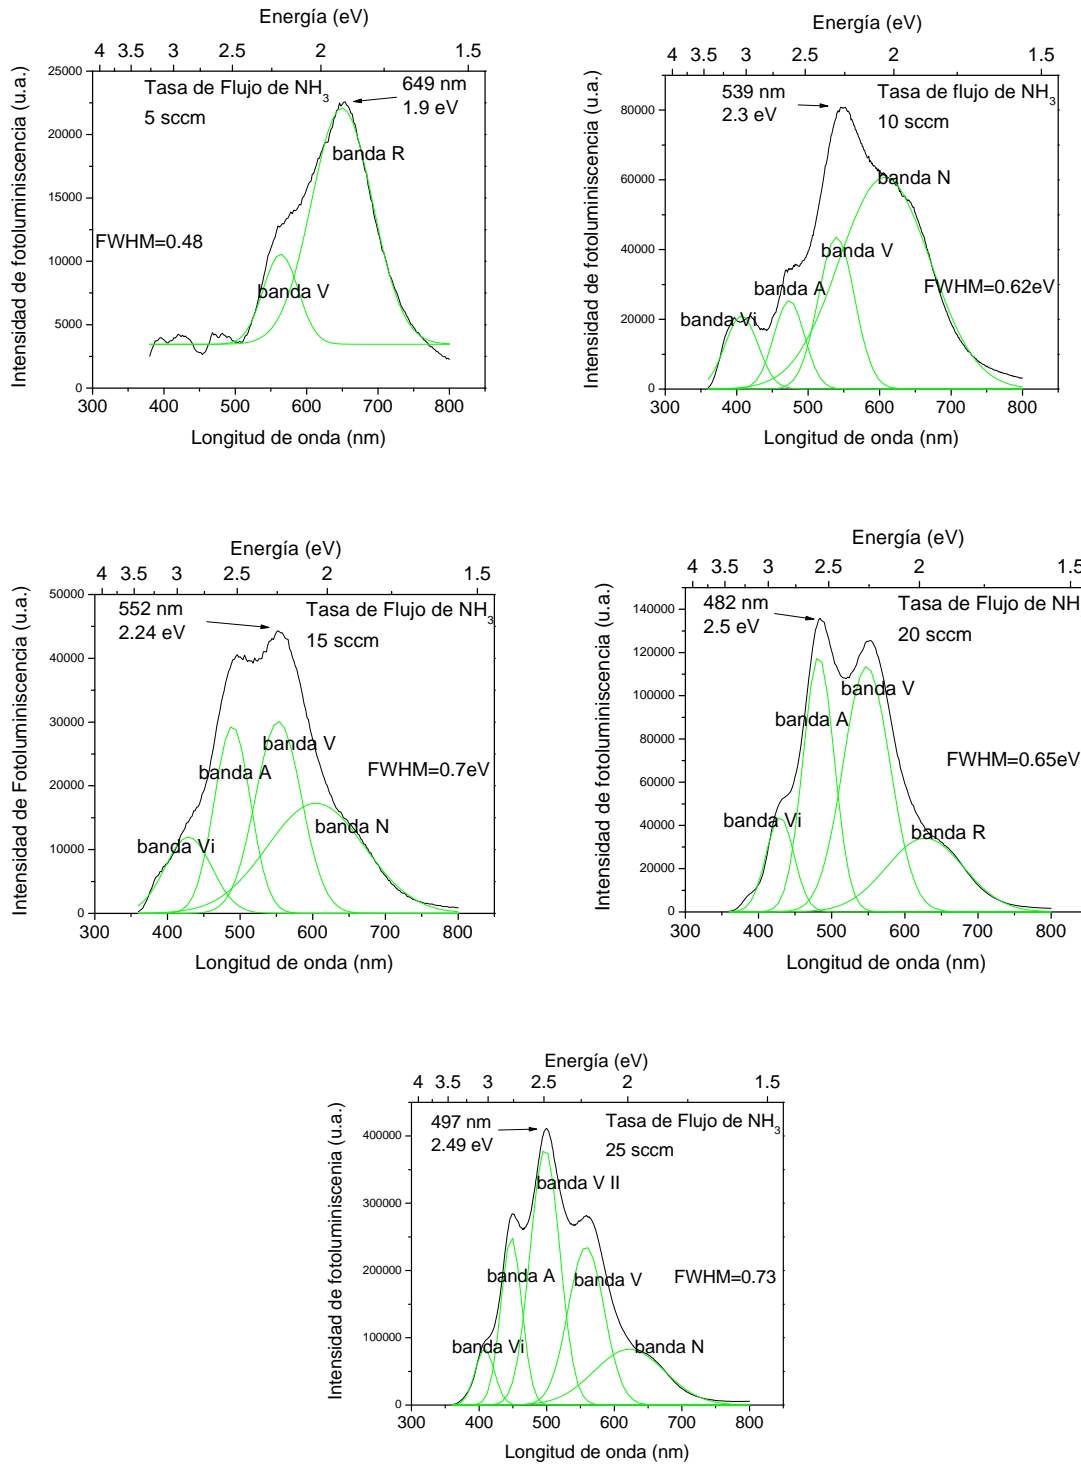 Energía (eV)
4 3.5 3 2.5 2 1.5
Tasa de Flujo de NH3
5 sccm
649 nm
1.9 eV
banda R
FWHM=0.48
banda V
25000
20000
15000
10000
5000
0
Intensidad de fotoluminiscencia (u.a.)
300 400 500 600 700 800
Longitud de onda (nm)
Energía (eV)
4 3.5 3 2.5 2 1.5
539 nm
2.3 eV
Tasa de flujo de NH3
10 sccm
banda N
banda V
banda A
FWHM=0.62eV
banda Vi
80000
60000
40000
20000
0
Intensidad de fotoluminiscencia (u.a.)
300 400 500 600 700 800
Longitud de onda (nm)
Energía (eV)
4 3.5 3 2.5 2 1.5
552 nm
2.24 eV
Tasa de Flujo de NH3
15 sccm
banda V
banda A
FWHM=0.7eV
banda N
banda Vi
50000
40000
30000
20000
10000
0
Intensidad de Fotoluminiscencia (u.a.)
300 400 500 600 700 800
Longitud de onda (nm)
Energía (eV)
4 3.5 3 2.5 2 1.5
482 nm
2.5 eV
Tasa de Flujo de NH
20 sccm
banda V
banda A
FWHM=0.65eV
banda Vi
banda R
140000
120000
100000
80000
60000
40000
20000
0
Intensidad de fotoluminiscencia (u.a.)
300 400 500 600 700 800
Longitud de onda (nm)
Energía (eV)
4 3.5 3 2.5 2 1.5
497 nm
2.49 eV
Tasa de Flujo de NH3
25 sccm
banda V II
banda A
banda V
FWHM=0.73
banda Vi
banda N
400000
300000
200000
100000
0
Intensidad de fotoluminiscenia (u.a.)
300 400 500 600 700 800
Longitud de onda (nm)